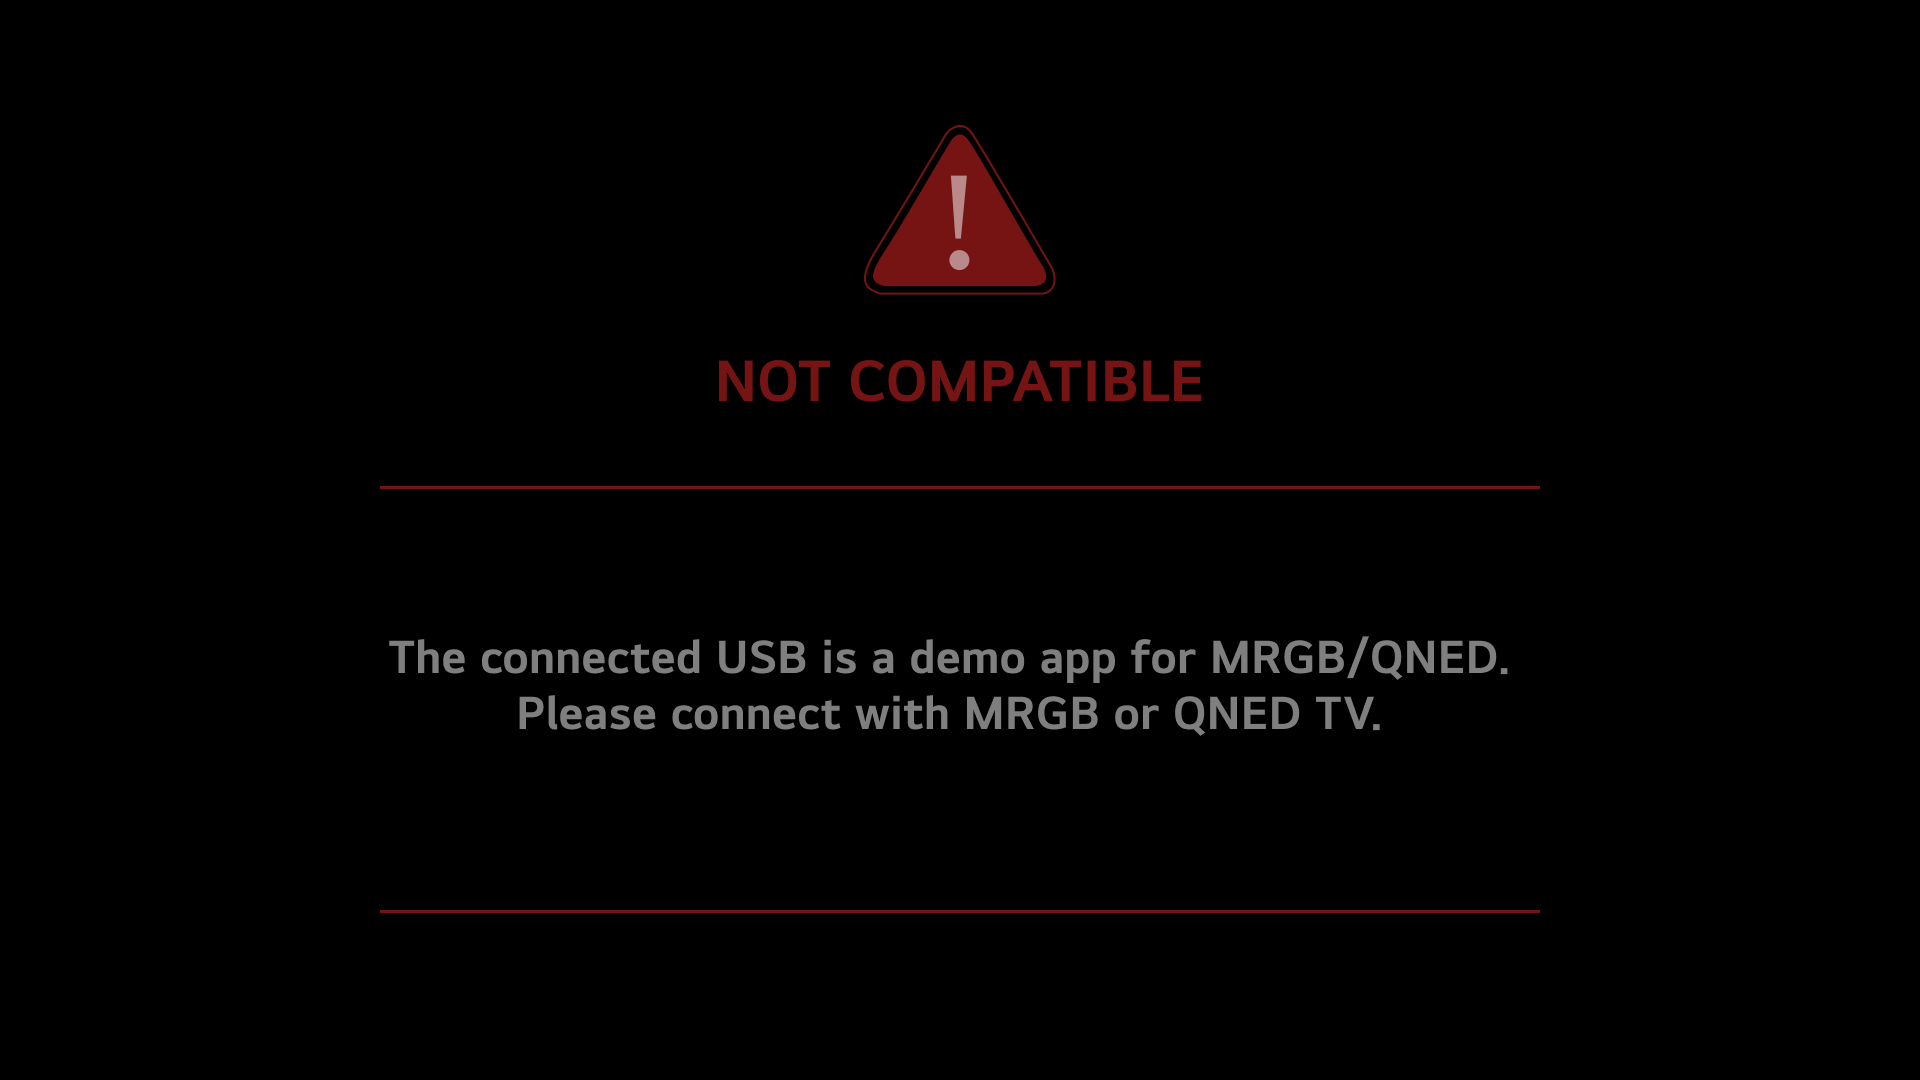 NOT COMPATIBLE
The connected USB is a demo app for MRGB/QNED.
Please connect with MRGB or QNED TV.